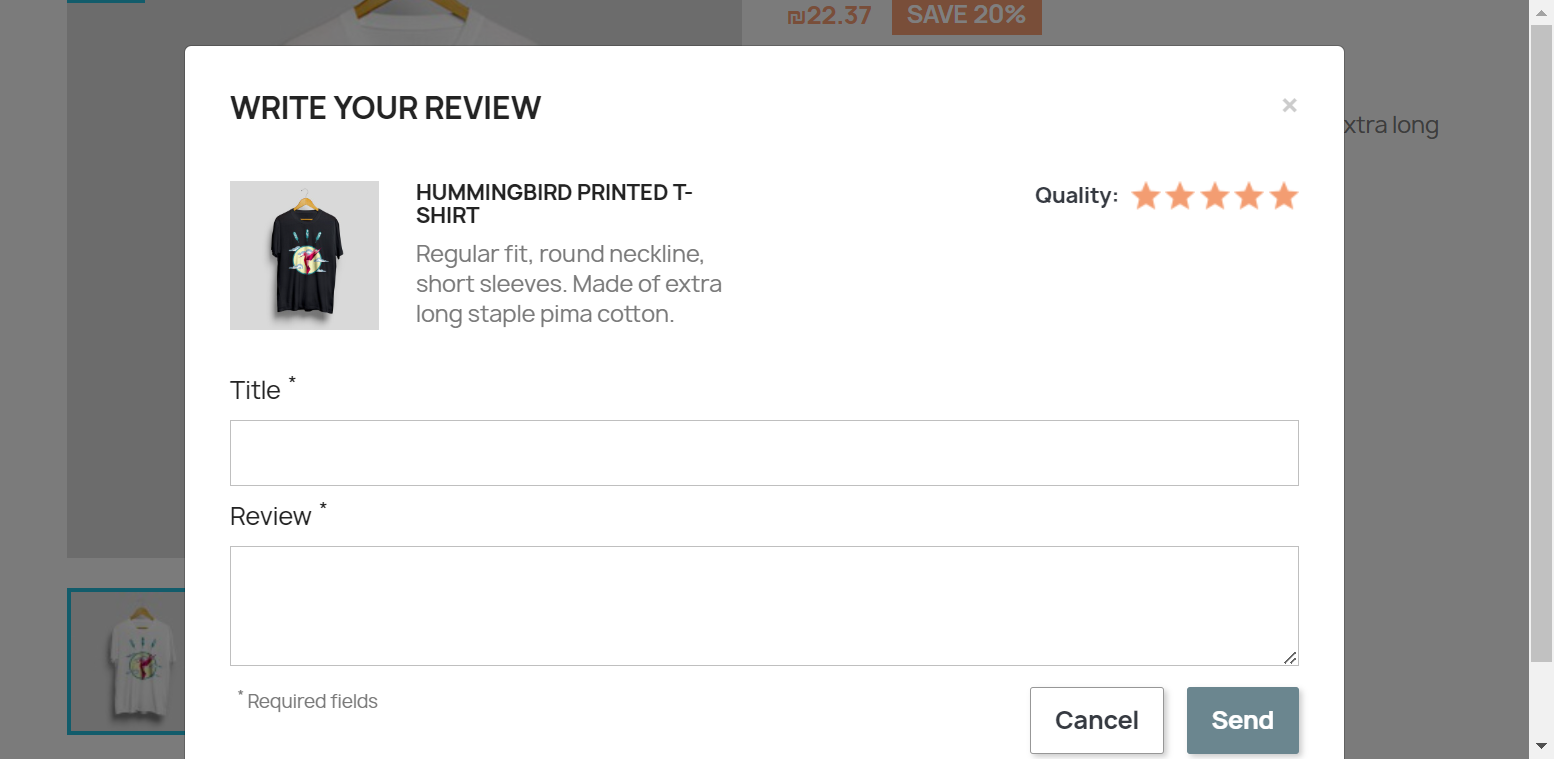 ₪22.37 SAVE 20%
WRITE YOUR REVIEW ×
xtra long
HUMMINGBIRD PRINTED T-
SHIRT
Quality:
Regular fit, round neckline,
short sleeves. Made of extra
long staple pima cotton.
Title *
Review *
* Required fields
Cancel
Send